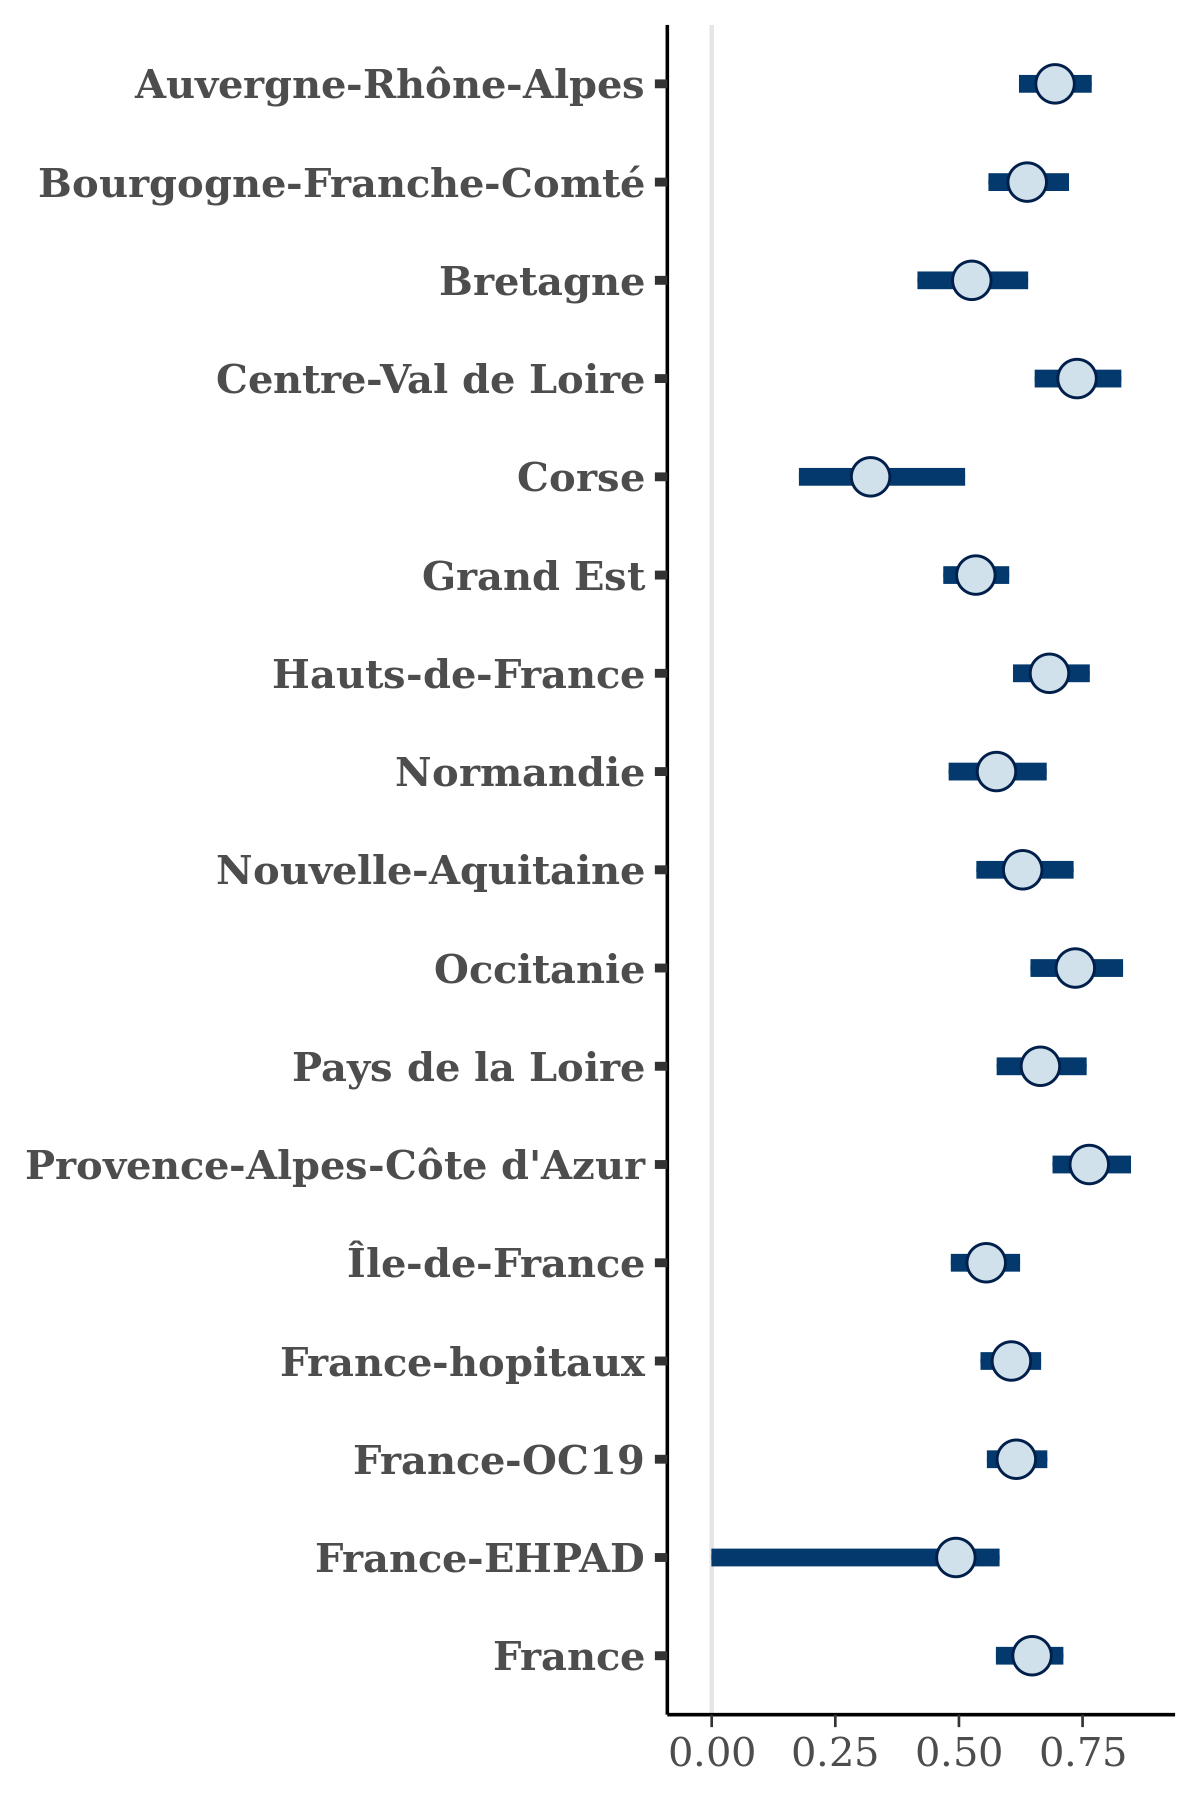 Auvergne-Rhône-Alpes
Bourgogne-Franche-Comté
Bretagne
Centre-Val de Loire
Corse
Grand Est
Hauts-de-France
Normandie
Nouvelle-Aquitaine
Occitanie
Pays de la Loire
Provence-Alpes-Côte d'Azur
Île-de-France
France-hopitaux
France-OC19
France-EHPAD
France
0.00 0.25 0.50 0.75